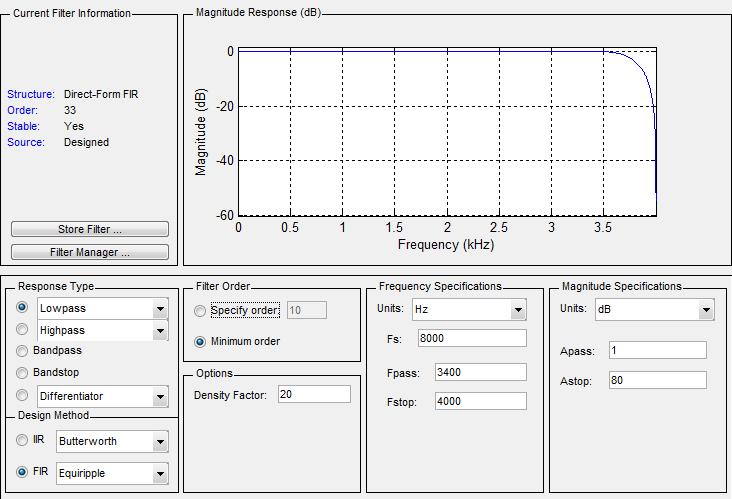 Current Filter Information
Structure: Direct-Form FIR
Order: 33
Stable: Yes
Source: Designed
Store Filter ...
Filter Manager ...
Magnitude Response (dB)
Magnitude (dB)
0
-20
-40
-60
0 0.5 1 1.5 2 2.5 3 3.5
Frequency (kHz)
Response Type
Lowpass
Highpass
Bandpass
Bandstop
Differentiator
Design Method
IIR Butterworth
FIR Equiripple
Filter Order
Specify order: 10
Minimum order
Options
Density Factor: 20
Frequency Specifications
Units: Hz
Fs: 8000
Fpass: 3400
Fstop: 4000
Magnitude Specifications
Units: dB
Apass: 1
Astop: 80